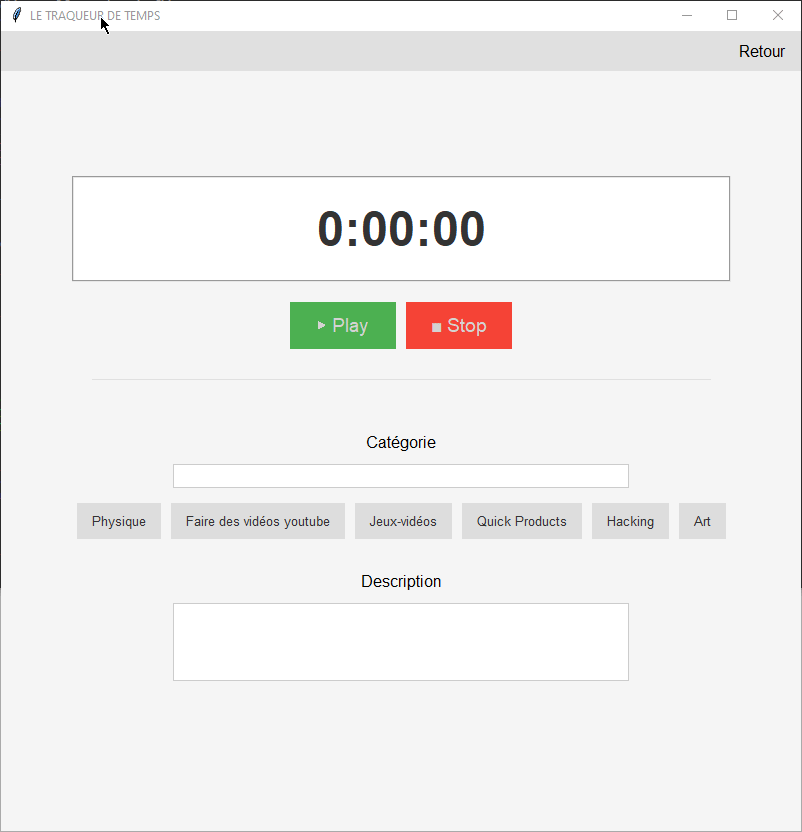 LE TRAQUEUR DE TEMPS
Retour
0:00:00
▶ Play ■ Stop
Catégorie
Physique Faire des vidéos youtube Jeux-vidéos Quick Products Hacking Art
Description